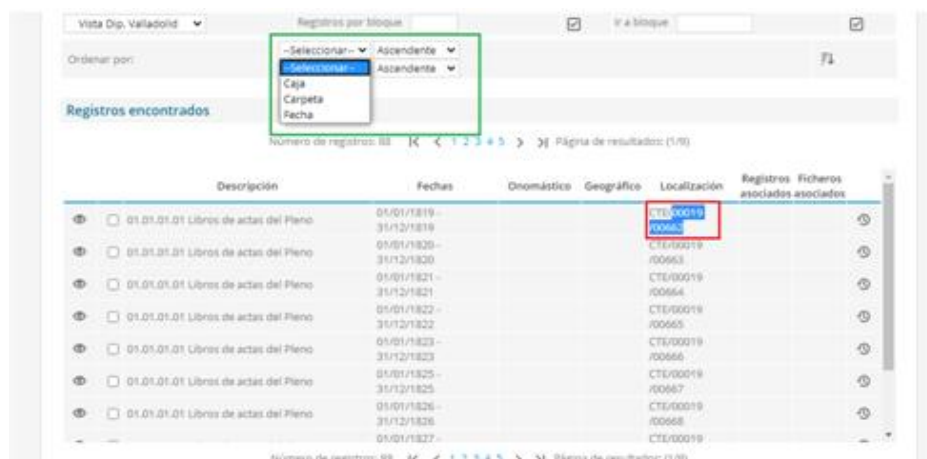 Vista Dip. Valladolid Registros por bloque Ir a bloque
Ordenar por: --Seleccionar-- Ascendente
--Seleccionar-- Ascendente
Caja
Carpeta
Fecha
Registros encontrados
Número de registros: 88 1 2 3 4 5 Página de resultados: (1/9)
Descripción Fechas Onomástico Geográfico Localización Registros asociados Ficheros asociados
01.01.01.01 Libros de actas del Pleno 01/01/1819 - 31/12/1819 CTE/00019 /00662
01.01.01.01 Libros de actas del Pleno 01/01/1820 - 31/12/1820 CTE/00019 /00663
01.01.01.01 Libros de actas del Pleno 01/01/1821 - 31/12/1821 CTE/00019 /00664
01.01.01.01 Libros de actas del Pleno 01/01/1822 - 31/12/1822 CTE/00019 /00665
01.01.01.01 Libros de actas del Pleno 01/01/1823 - 31/12/1823 CTE/00019 /00666
01.01.01.01 Libros de actas del Pleno 01/01/1825 - 31/12/1825 CTE/00019 /00667
01.01.01.01 Libros de actas del Pleno 01/01/1826 - 31/12/1826 CTE/00019 /00668
01/01/1827 - CTE/00019
Número de registros: 88 1 2 3 4 5 Página de resultados: (1/9)